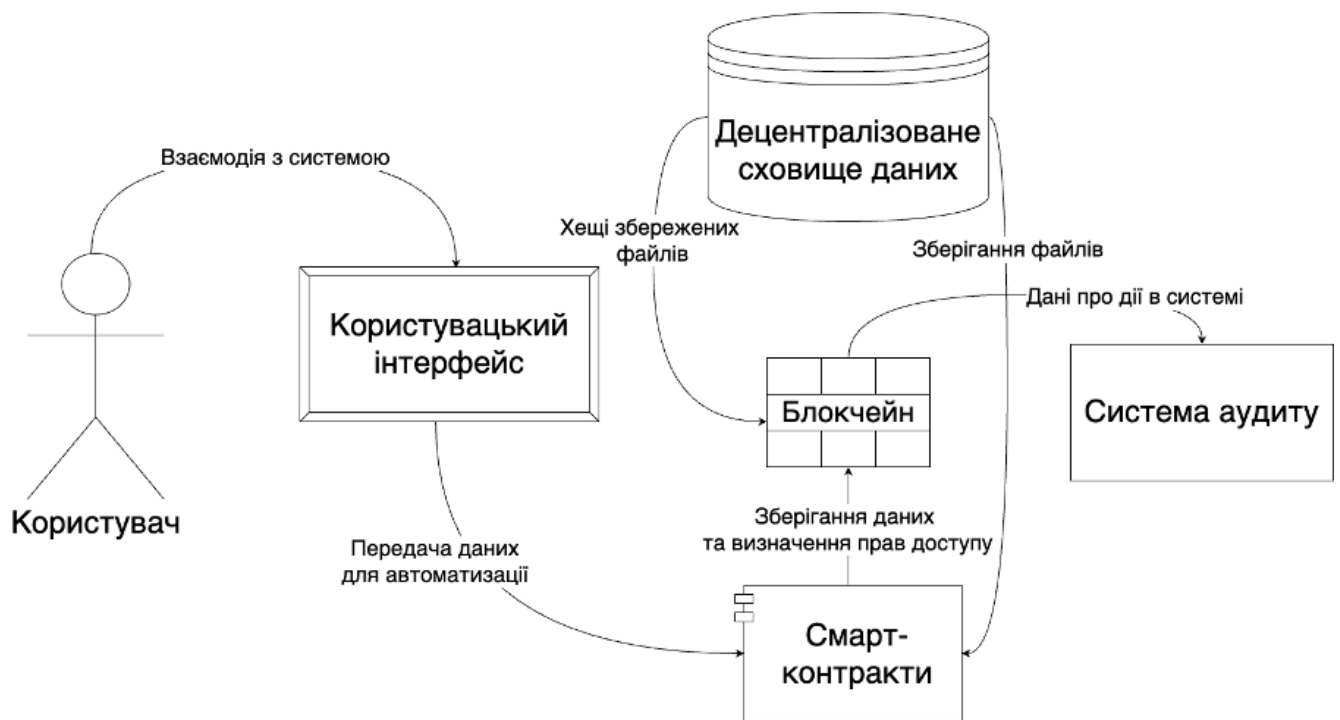 Децентралізоване
сховище даних
Взаємодія з системою
Хещі збережених
файлів
Зберігання файлів
Дані про дії в системі
Користувацький
інтерфейс
Блокчейн
Система аудиту
Користувач
Зберігання даних
та визначення прав доступу
Передача даних
для автоматизації
Смарт-
контракти